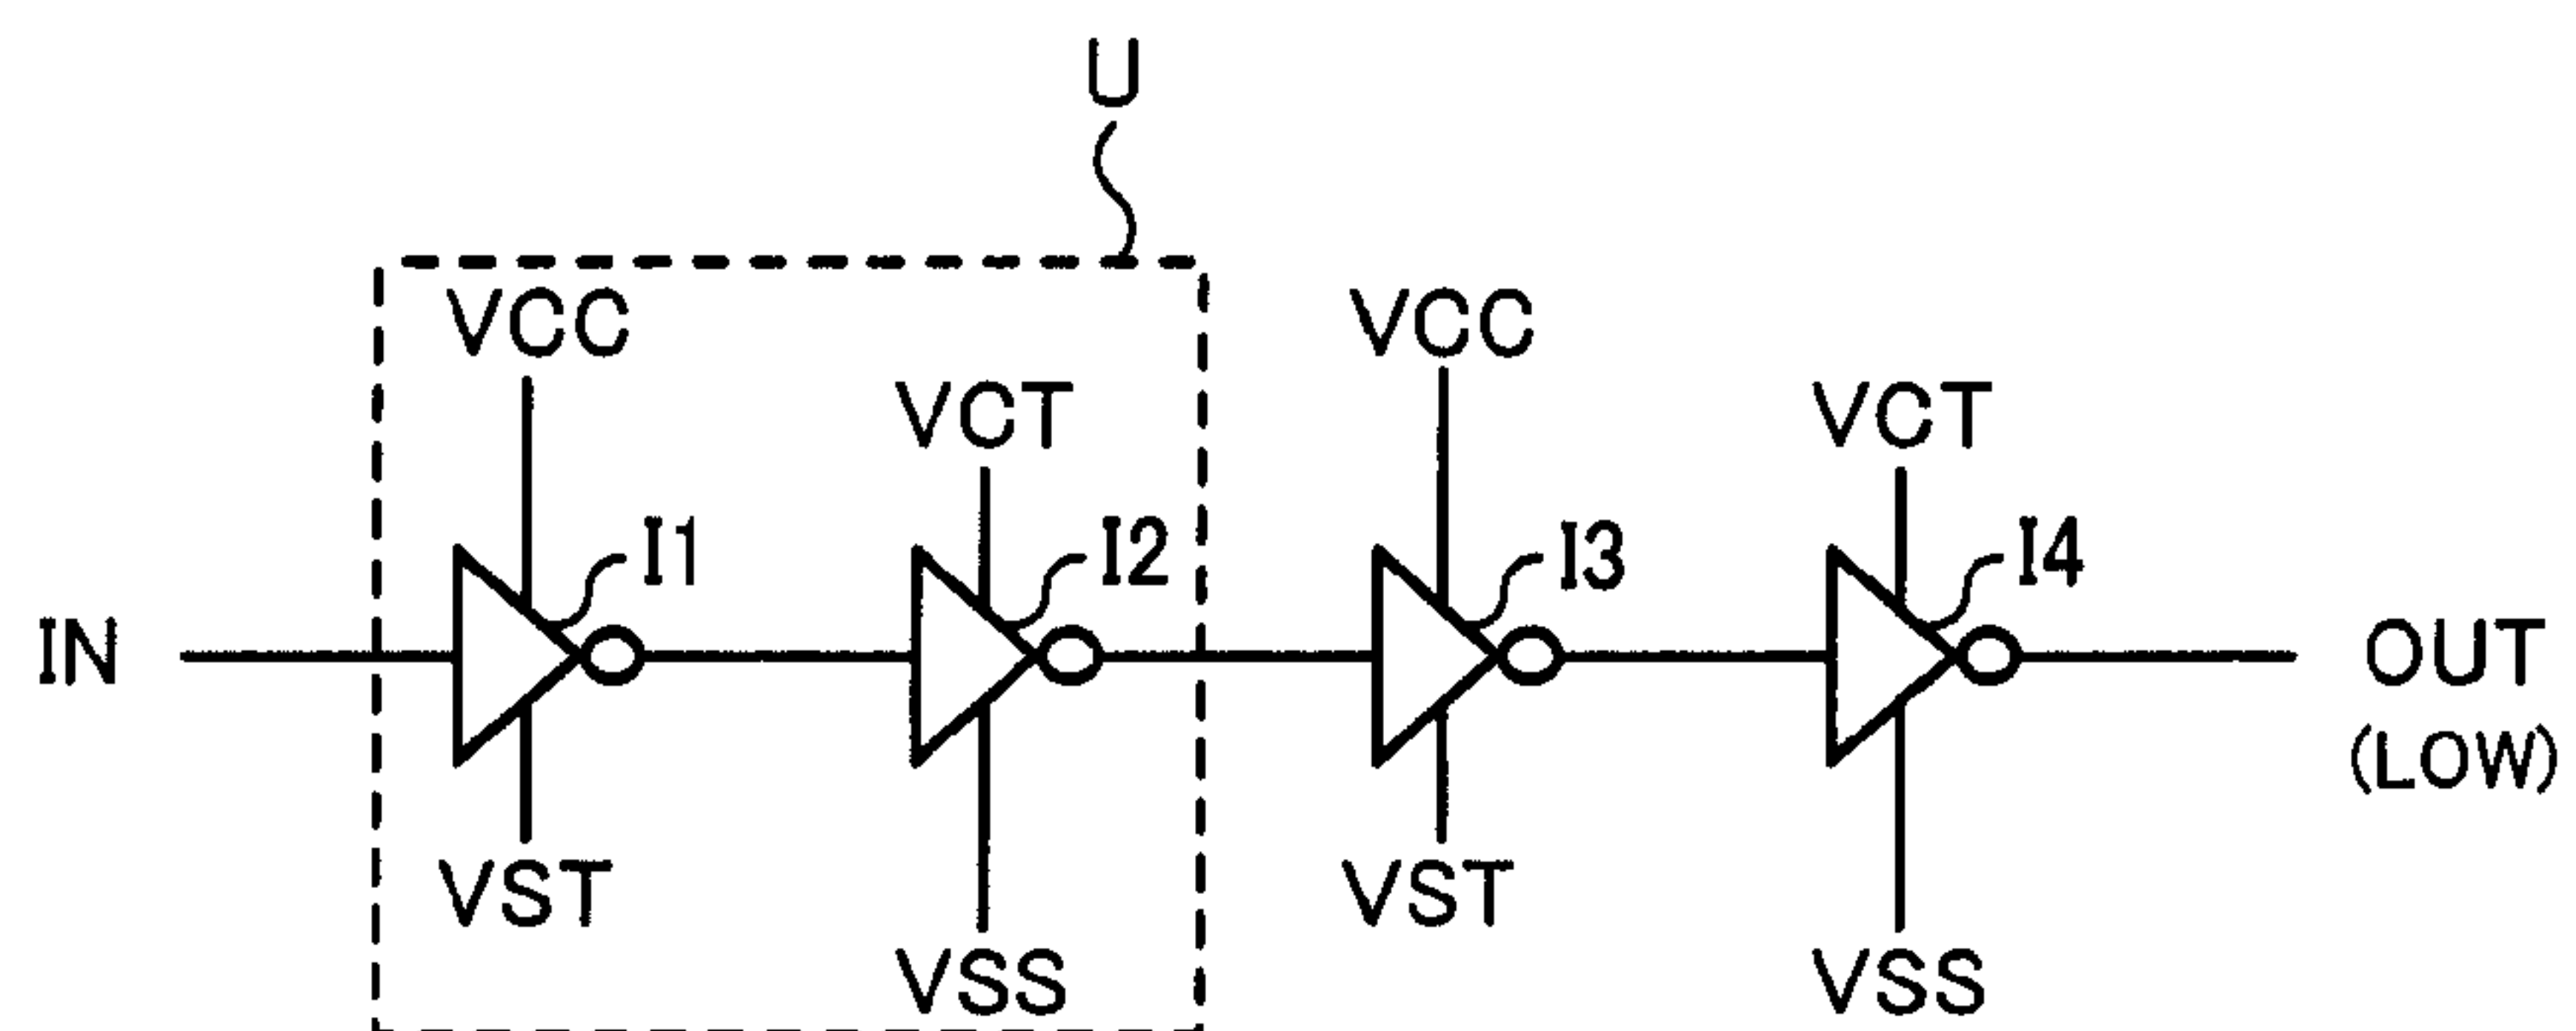 U
VCC
VCC
VCT
VCT
I1
I2
I3
I4
IN
OUT
(LOW)
VST
VST
VSS
VSS